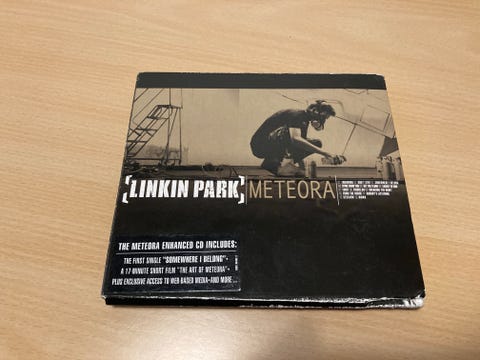 [LINKIN PARK] METEORA
THE METEORA ENHANCED CD INCLUDES:
THE FIRST SINGLE "SOMEWHERE I BELONG"-
A 17 MINUTE SHORT FILM "THE ART OF METEORA"-
PLUS EXCLUSIVE ACCESS TO WEB BASED MEDIA-AND MORE...